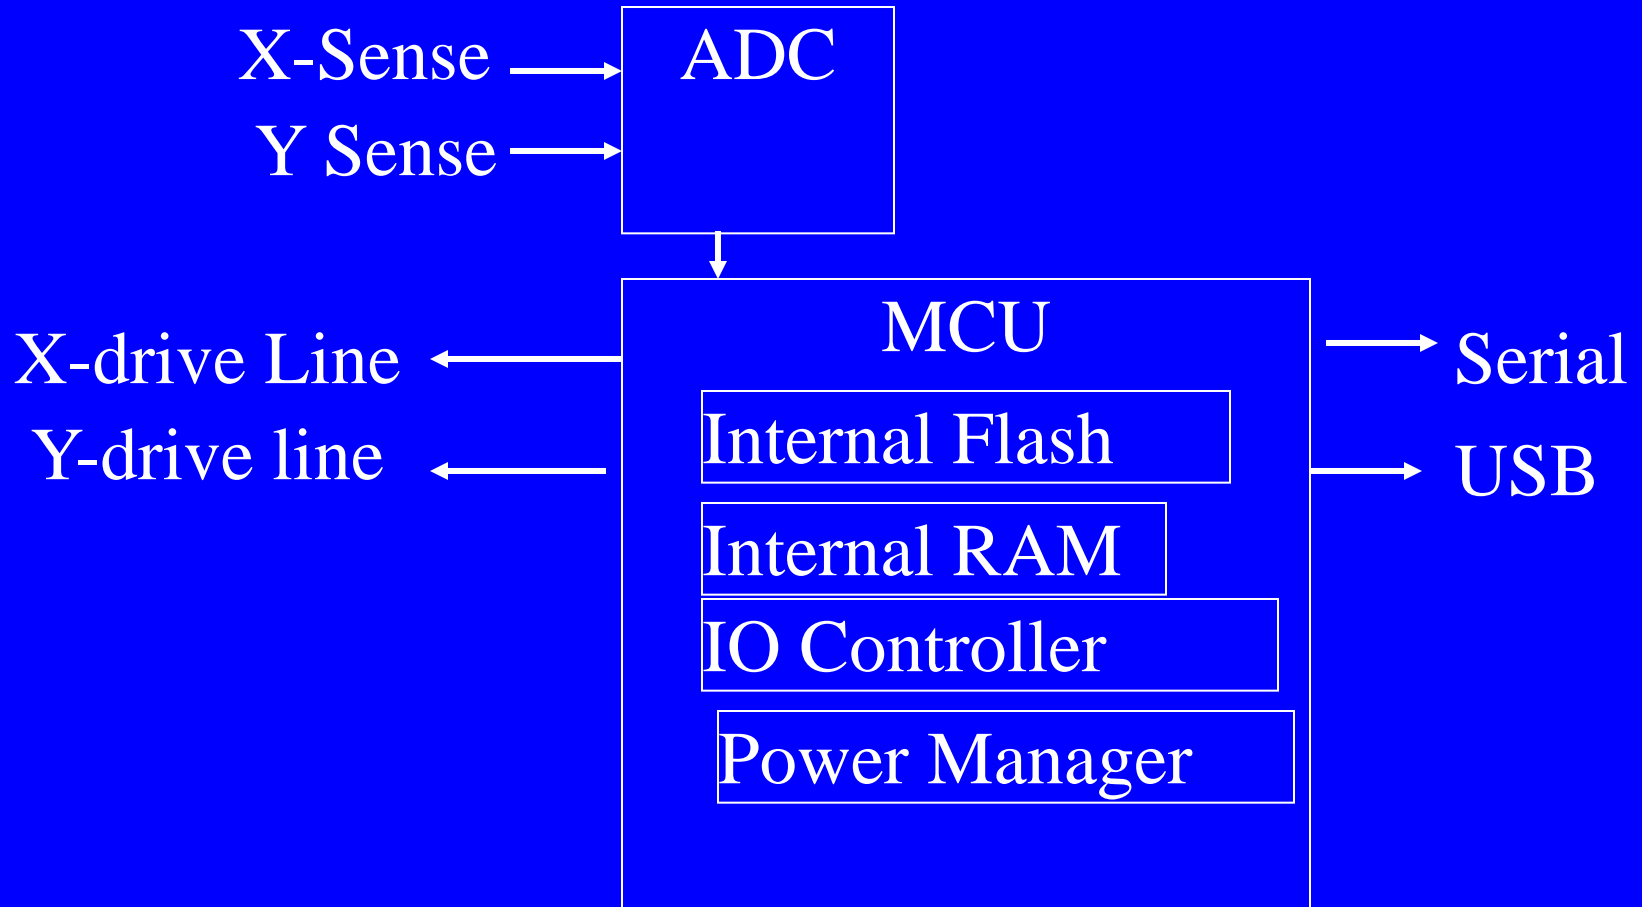 X-Sense
ADC
Y Sense
MCU
X-drive Line
Serial
Internal Flash
Y-drive line
USB
Internal RAM
IO Controller
Power Manager